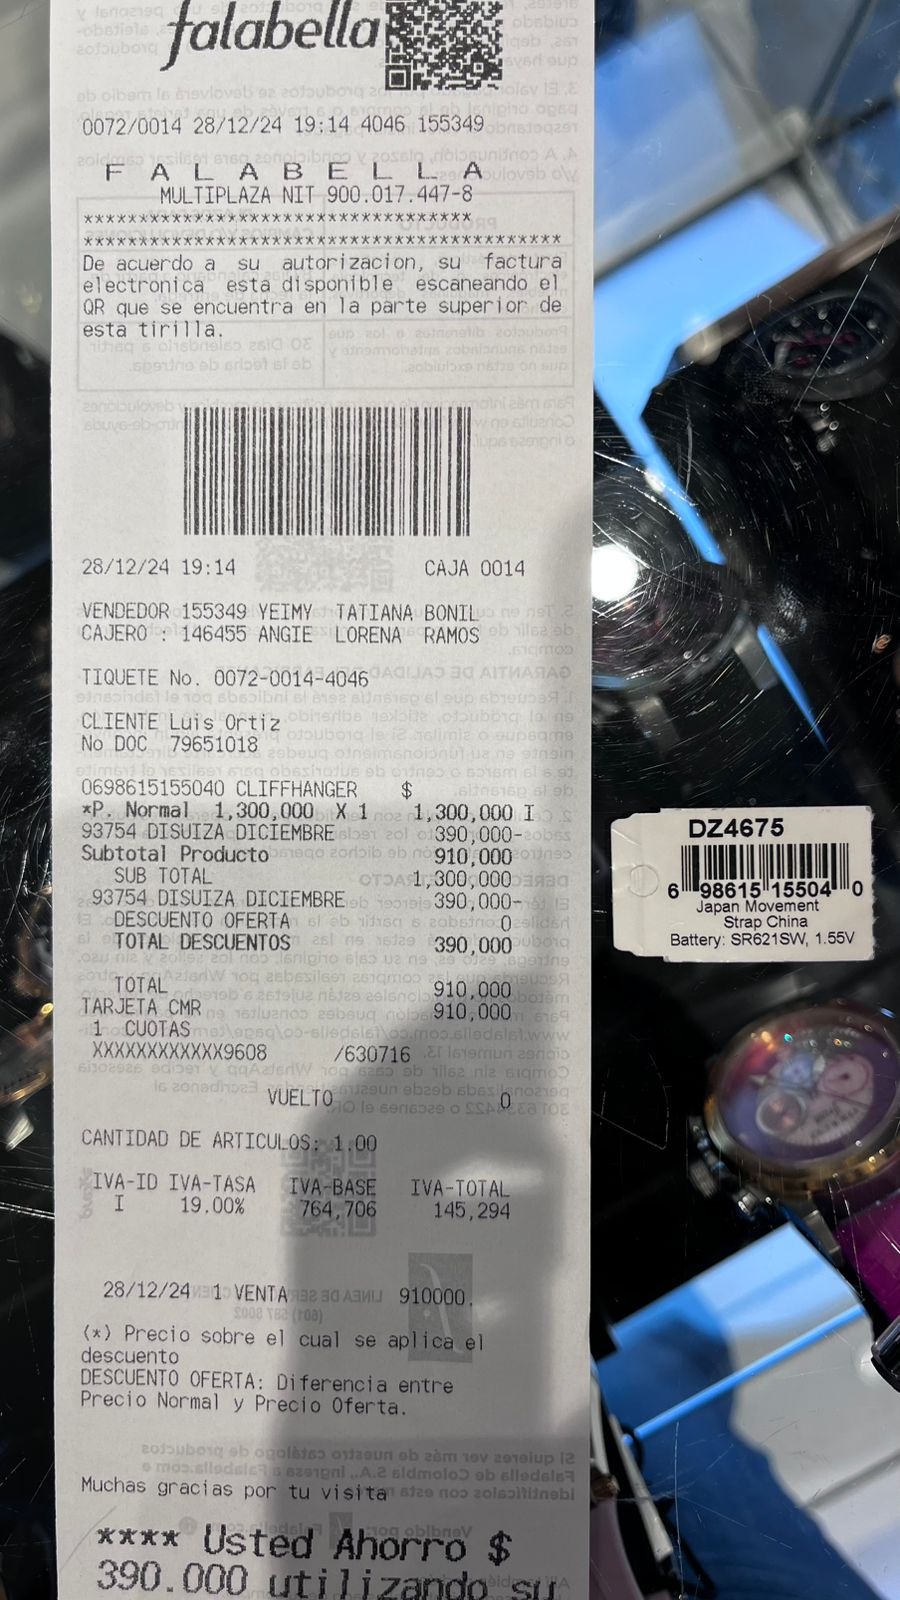 falabella
0072/0014 28/12/24 19:14 4046 155349
F A L A B E L L A
MULTIPLAZA NIT 900.017.447-8
***********************************
*******************************************
De acuerdo a su autorizacion, su factura
electronica esta disponible escaneando el
QR que se encuentra en la parte superior de
esta tirilla.
28/12/24 19:14 CAJA 0014
VENDEDOR 155349 YEIMY TATIANA BONIL
CAJERO : 146455 ANGIE LORENA RAMOS
TIQUETE No. 0072-0014-4046
CLIENTE Luis Ortiz
No DOC 79651018
0698615155040 CLIFFHANGER $
*P. Normal 1,300,000 X 1 1,300,000 I
93754 DISUIZA DICIEMBRE 390,000-
Subtotal Producto 910,000
SUB TOTAL 1,300,000
93754 DISUIZA DICIEMBRE 390,000-
DESCUENTO OFERTA 0
TOTAL DESCUENTOS 390,000
TOTAL 910,000
TARJETA CMR 910,000
1 CUOTAS
XXXXXXXXXXXX9608 /630716
VUELTO 0
CANTIDAD DE ARTICULOS: 1.00
IVA-ID IVA-TASA IVA-BASE IVA-TOTAL
I 19.00% 764,706 145,294
28/12/24 1 VENTA 910000.
(*) Precio sobre el cual se aplica el
descuento
DESCUENTO OFERTA: Diferencia entre
Precio Normal y Precio Oferta.
Muchas gracias por tu visita
**** Usted Ahorro $
390.000 utilizando su
DZ4675
6 98615 15504 0
Japan Movement
Strap China
Battery: SR621SW, 1.55V